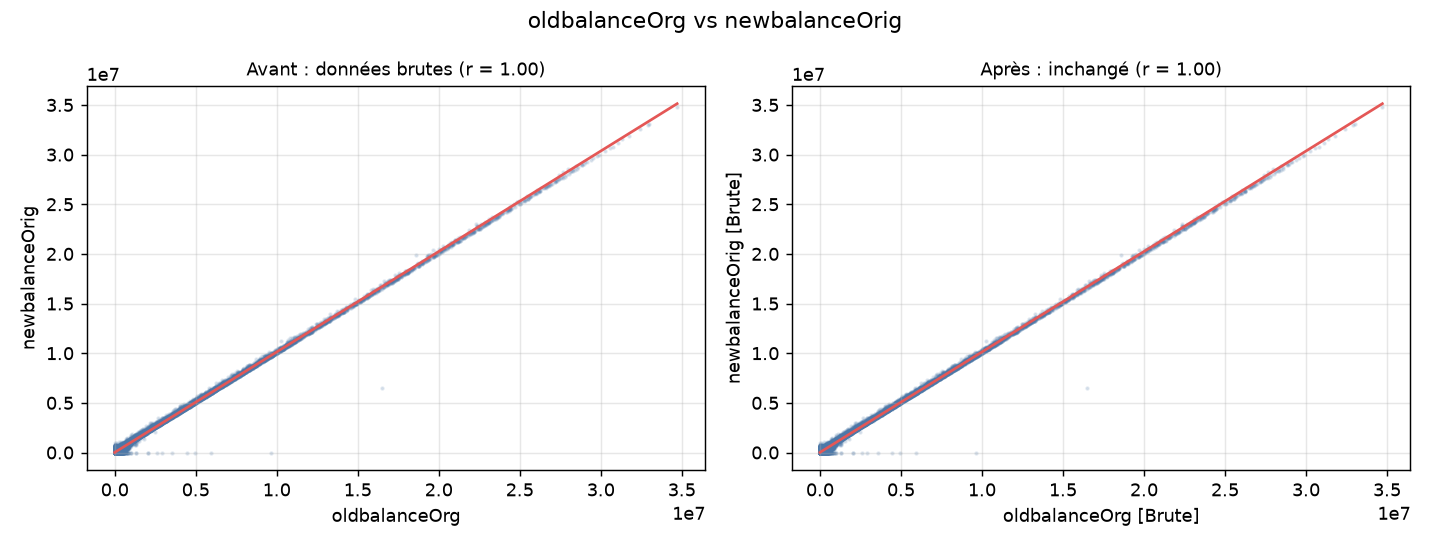 oldbalanceOrg vs newbalanceOrig
Avant : données brutes (r = 1.00)
1e7
3.5
3.0
2.5
2.0
1.5
1.0
0.5
0.0
newbalanceOrig
0.0 0.5 1.0 1.5 2.0 2.5 3.0 3.5
1e7
oldbalanceOrg
Après : inchangé (r = 1.00)
1e7
3.5
3.0
2.5
2.0
1.5
1.0
0.5
0.0
newbalanceOrig [Brute]
0.0 0.5 1.0 1.5 2.0 2.5 3.0 3.5
1e7
oldbalanceOrg [Brute]